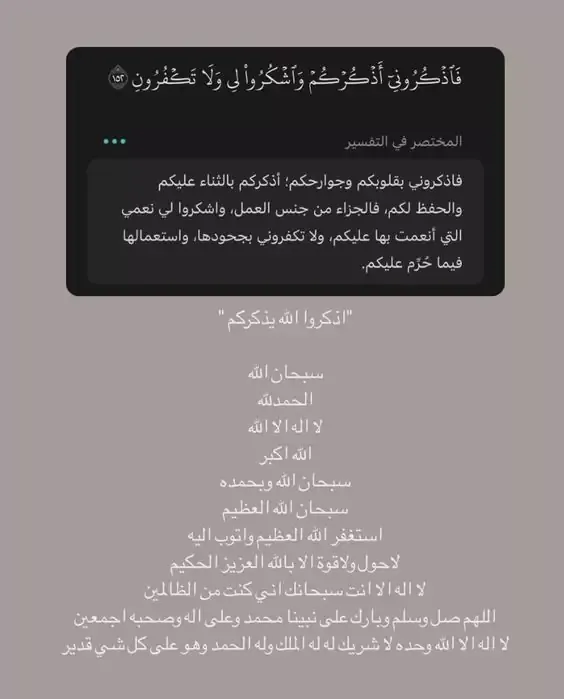 فَٱذۡكُرُونِيٓ أَذۡكُرۡكُمۡ وَٱشۡكُرُواْ لِي وَلَا تَكۡفُرُونِ ١٥٢
المختصر في التفسير
فاذكروني بقلوبكم وجوارحكم؛ أذكركم بالثناء عليكم
والحفظ لكم، فالجزاء من جنس العمل، واشكروا لي نعمي
التي أنعمت بها عليكم، ولا تكفروني بجحودها، واستعمالها
فيما حُرِّم عليكم.
"اذكروا الله يذكركم "
سبحان الله
الحمدلله
لا اله الا الله
الله اكبر
سبحان الله وبحمده
سبحان الله العظيم
استغفر الله العظيم واتوب اليه
لاحول ولاقوة الا بالله العزيز الحكيم
لا اله الا انت سبحانك اني كنت من الظالمين
اللهم صل وسلم وبارك على نبينا محمد وعلى اله وصحبه اجمعين
لا اله الا الله وحده لا شريك له له الملك وله الحمد وهو على كل شي قدير